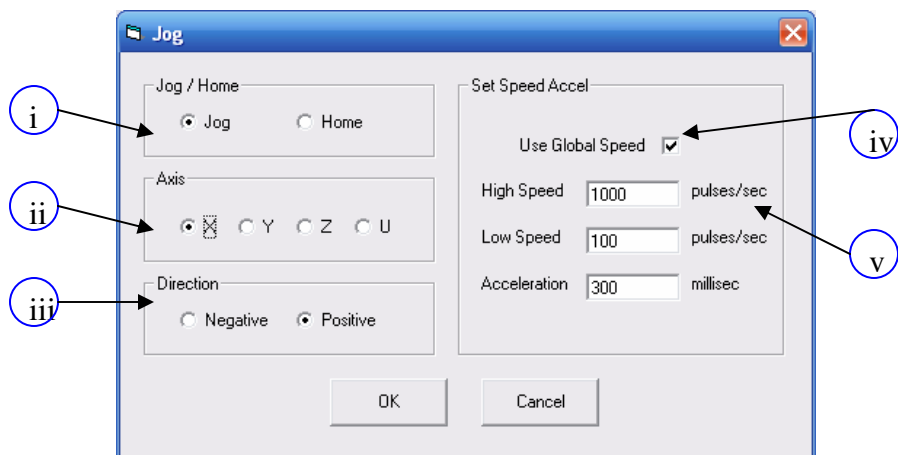 Jog
Jog / Home
Jog Home
i
Axis
X Y Z U
ii
Direction
Negative Positive
iii
Set Speed Accel
Use Global Speed
iv
High Speed 1000 pulses/sec
Low Speed 100 pulses/sec
v
Acceleration 300 millisec
OK Cancel